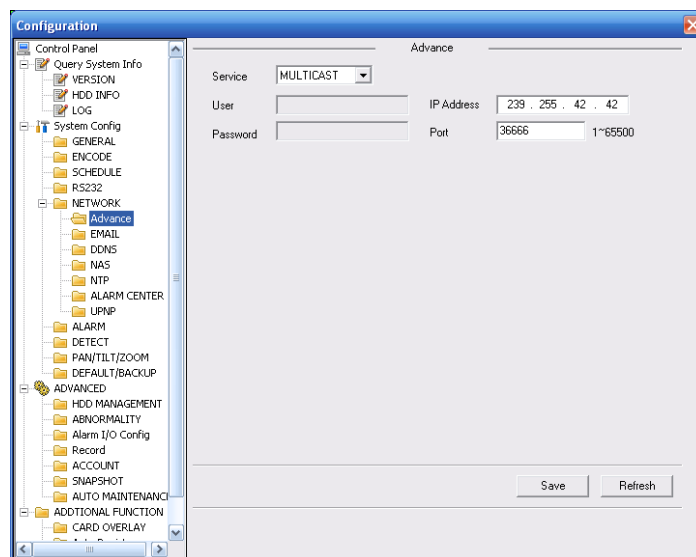 Configuration
Control Panel
Query System Info
VERSION
HDD INFO
LOG
System Config
GENERAL
ENCODE
SCHEDULE
RS232
NETWORK
Advance
EMAIL
DDNS
NAS
NTP
ALARM CENTER
UPNP
ALARM
DETECT
PAN/TILT/ZOOM
DEFAULT/BACKUP
ADVANCED
HDD MANAGEMENT
ABNORMALITY
Alarm I/O Config
Record
ACCOUNT
SNAPSHOT
AUTO MAINTENANC
ADDTIONAL FUNCTION
CARD OVERLAY
Advance
Service MULTICAST
User IP Address 239 . 255 . 42 . 42
Password Port 36666 1~65500
Save Refresh